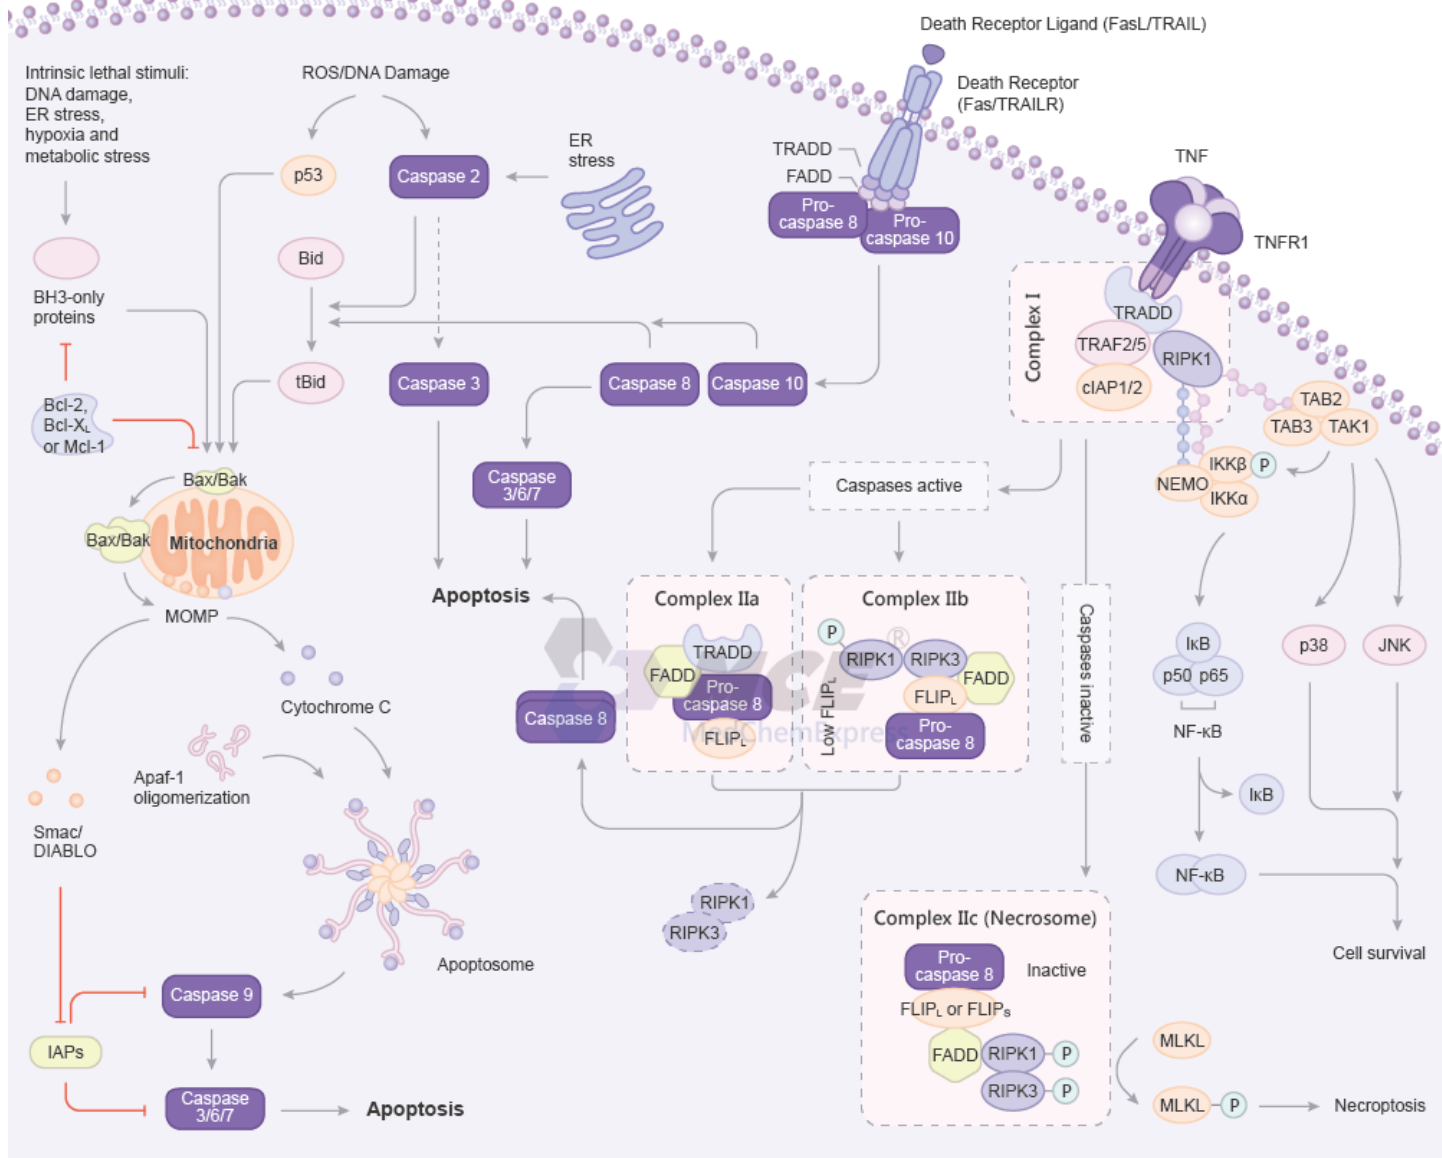 Death Receptor Ligand (FasL/TRAIL)
Intrinsic lethal stimuli:
DNA damage,
ER stress,
hypoxia and
metabolic stress
ROS/DNA Damage
Death Receptor
(Fas/TRAILR)
ER
stress
TRADD
FADD
TNF
p53
Caspase 2
Pro-
caspase 8
Pro-
caspase 10
TNFR1
Bid
BH3-only
proteins
Complex I
TRADD
TRAF2/5
RIPK1
cIAP1/2
tBid
Caspase 3
Caspase 8
Caspase 10
TAB2
TAB3
TAK1
Bcl-2,
Bcl-XL
or Mcl-1
Bax/Bak
Caspase
3/6/7
Caspases active
IKKβ
P
NEMO
IKKα
Bax/Bak
Mitochondria
Apoptosis
MOMP
Complex IIa
TRADD
FADD
Pro-
caspase 8
FLIPL
Complex IIb
P
RIPK1
RIPK3
FADD
FLIPL
Pro-
caspase 8
Low FLIPL
Caspases inactive
IκB
p50
p65
NF-κB
p38
JNK
Cytochrome C
Caspase 8
®
MCE
MedChemExpress
Apaf-1
oligomerization
IκB
Smac/
DIABLO
NF-κB
RIPK1
RIPK3
Cell survival
Apoptosome
Complex IIc (Necrosome)
Pro-
caspase 8
Inactive
FLIPL or FLIPS
FADD
RIPK1
P
RIPK3
P
Caspase 9
IAPs
Caspase
3/6/7
Apoptosis
MLKL
MLKL
P
Necroptosis